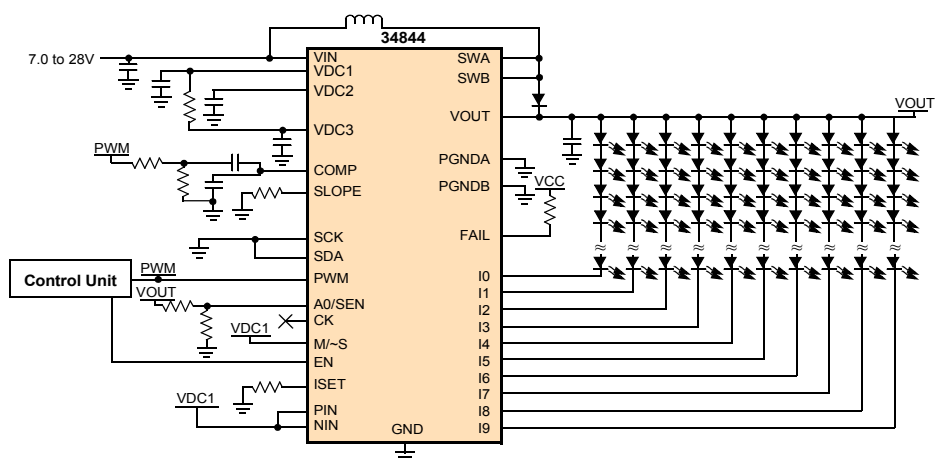 34844
7.0 to 28V
VIN
VDC1
VDC2
VDC3
PWM
COMP
SLOPE
SCK
SDA
Control Unit
PWM
PWM
VOUT
A0/SEN
CK
VDC1
M/~S
EN
ISET
VDC1
PIN
NIN
GND
SWA
SWB
VOUT
VOUT
PGNDA
PGNDB
VCC
FAIL
I0
I1
I2
I3
I4
I5
I6
I7
I8
I9